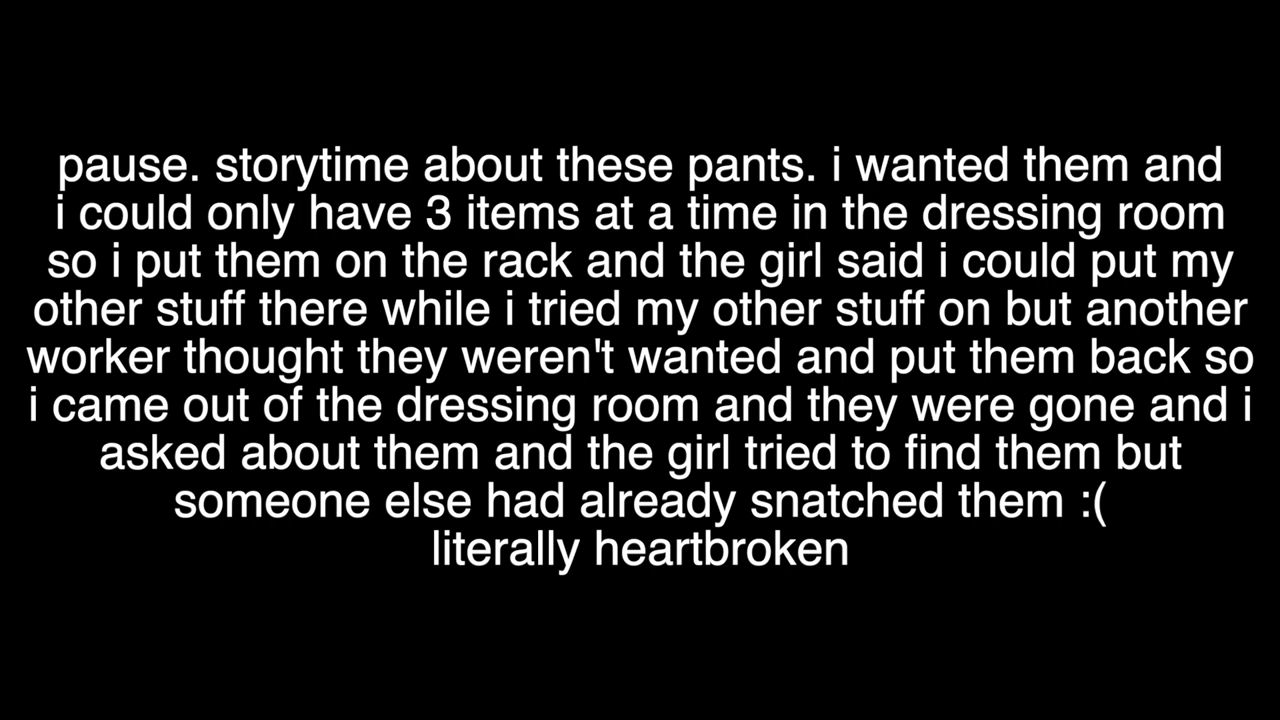 pause. storytime about these pants. i wanted them and
i could only have 3 items at a time in the dressing room
so i put them on the rack and the girl said i could put my
other stuff there while i tried my other stuff on but another
worker thought they weren't wanted and put them back so
i came out of the dressing room and they were gone and i
asked about them and the girl tried to find them but
someone else had already snatched them :(
literally heartbroken